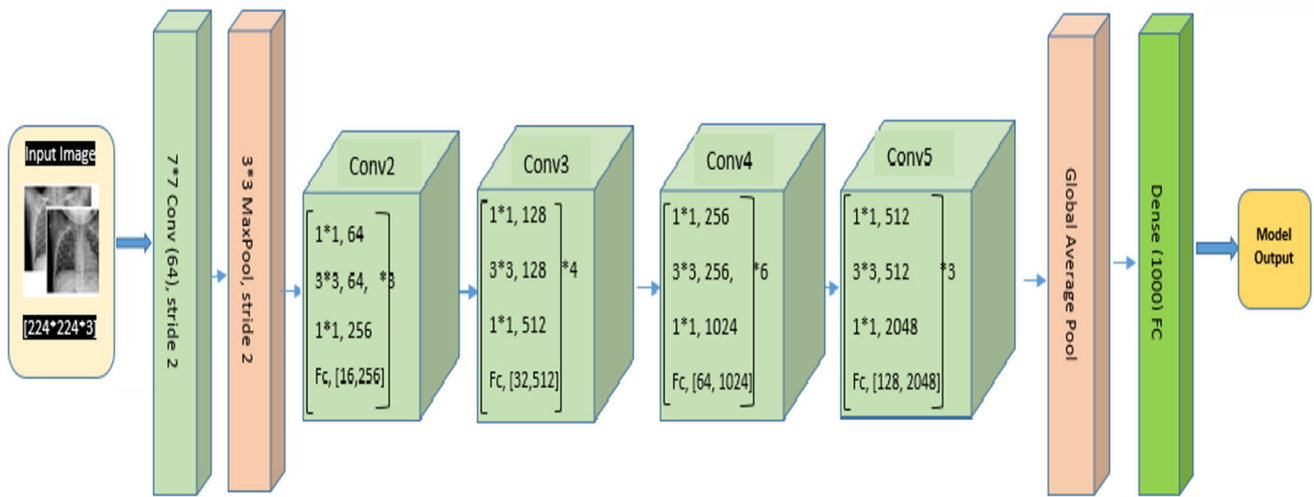 Input Image
[224*224*3]
7*7 Conv (64), stride 2
3*3 MaxPool, stride 2
Conv2
1*1, 64
3*3, 64, *3
1*1, 256
Fc, [16,256]
Conv3
1*1, 128
3*3, 128 *4
1*1, 512
Fc, [32,512]
Conv4
1*1, 256
3*3, 256, *6
1*1, 1024
Fc, [64, 1024]
Conv5
1*1, 512
3*3, 512 *3
1*1, 2048
Fc, [128, 2048]
Global Average Pool
Dense (1000) FC
Model
Output